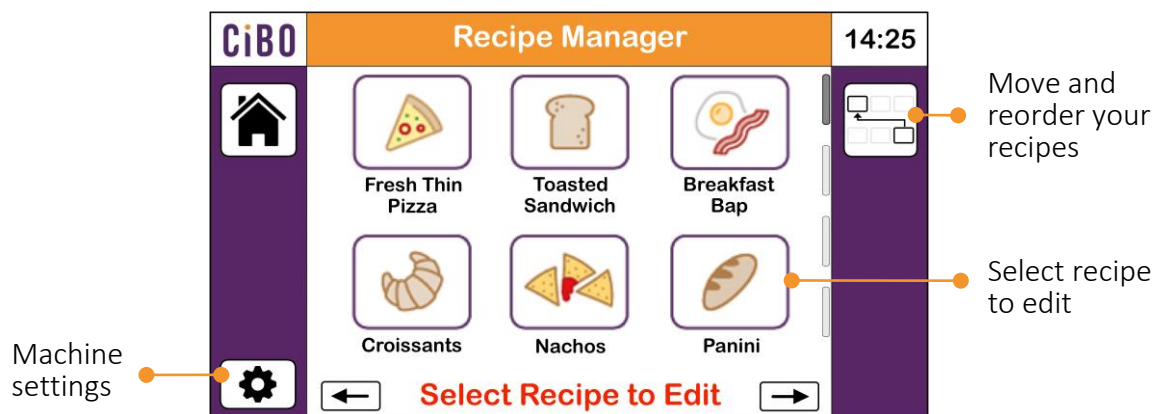 CiBO
Recipe Manager
14:25
Move and
reorder your
recipes
Fresh Thin
Pizza
Toasted
Sandwich
Breakfast
Bap
Select recipe
to edit
Croissants
Nachos
Panini
Machine
settings
Select Recipe to Edit